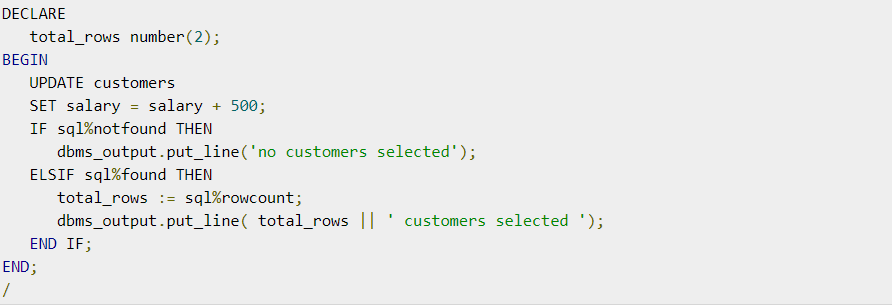 DECLARE
   total_rows number(2);
BEGIN
   UPDATE customers
   SET salary = salary + 500;
   IF sql%notfound THEN
      dbms_output.put_line('no customers selected');
   ELSIF sql%found THEN
      total_rows := sql%rowcount;
      dbms_output.put_line( total_rows || ' customers selected ');
   END IF;
END;
/